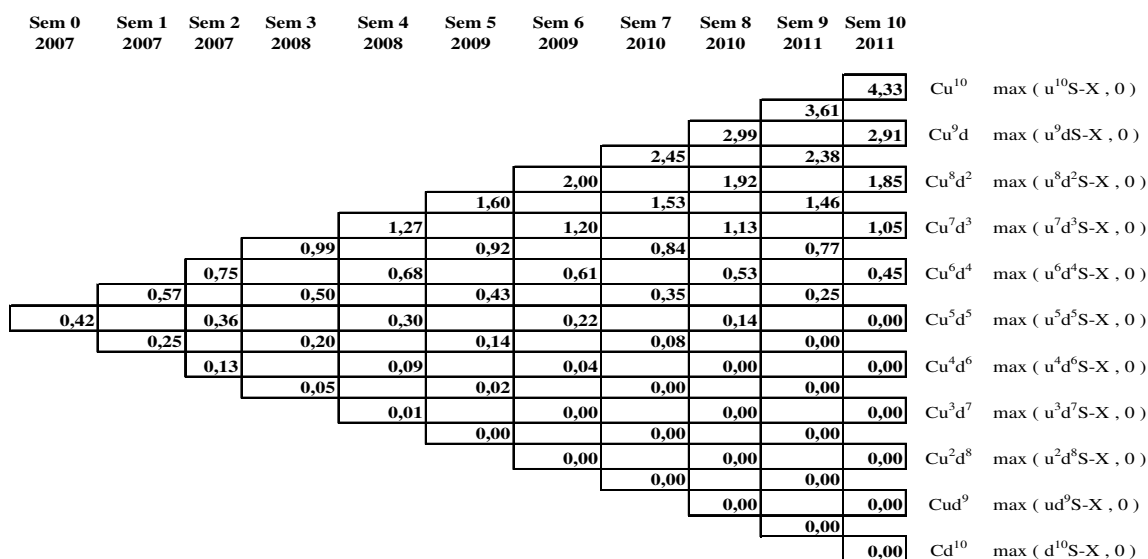 Sem 0 Sem 1 Sem 2 Sem 3 Sem 4 Sem 5 Sem 6 Sem 7 Sem 8 Sem 9 Sem 10
2007 2007 2007 2008 2008 2009 2009 2010 2010 2011 2011
4,33 Cu¹⁰ max ( u¹⁰S-X , 0 )
3,61
2,99 2,91 Cu⁹d max ( u⁹dS-X , 0 )
2,45 2,38
2,00 1,92 1,85 Cu⁸d² max ( u⁸d²S-X , 0 )
1,60 1,53 1,46
1,27 1,20 1,13 1,05 Cu⁷d³ max ( u⁷d³S-X , 0 )
0,99 0,92 0,84 0,77
0,75 0,68 0,61 0,53 0,45 Cu⁶d⁴ max ( u⁶d⁴S-X , 0 )
0,57 0,50 0,43 0,35 0,25
0,42 0,36 0,30 0,22 0,14 0,00 Cu⁵d⁵ max ( u⁵d⁵S-X , 0 )
0,25 0,20 0,14 0,08 0,00
0,13 0,09 0,04 0,00 0,00 Cu⁴d⁶ max ( u⁴d⁶S-X , 0 )
0,05 0,02 0,00 0,00
0,01 0,00 0,00 0,00 Cu³d⁷ max ( u³d⁷S-X , 0 )
0,00 0,00 0,00
0,00 0,00 0,00 Cu²d⁸ max ( u²d⁸S-X , 0 )
0,00 0,00
0,00 0,00 Cud⁹ max ( ud⁹S-X , 0 )
0,00
0,00 Cd¹⁰ max ( d¹⁰S-X , 0 )